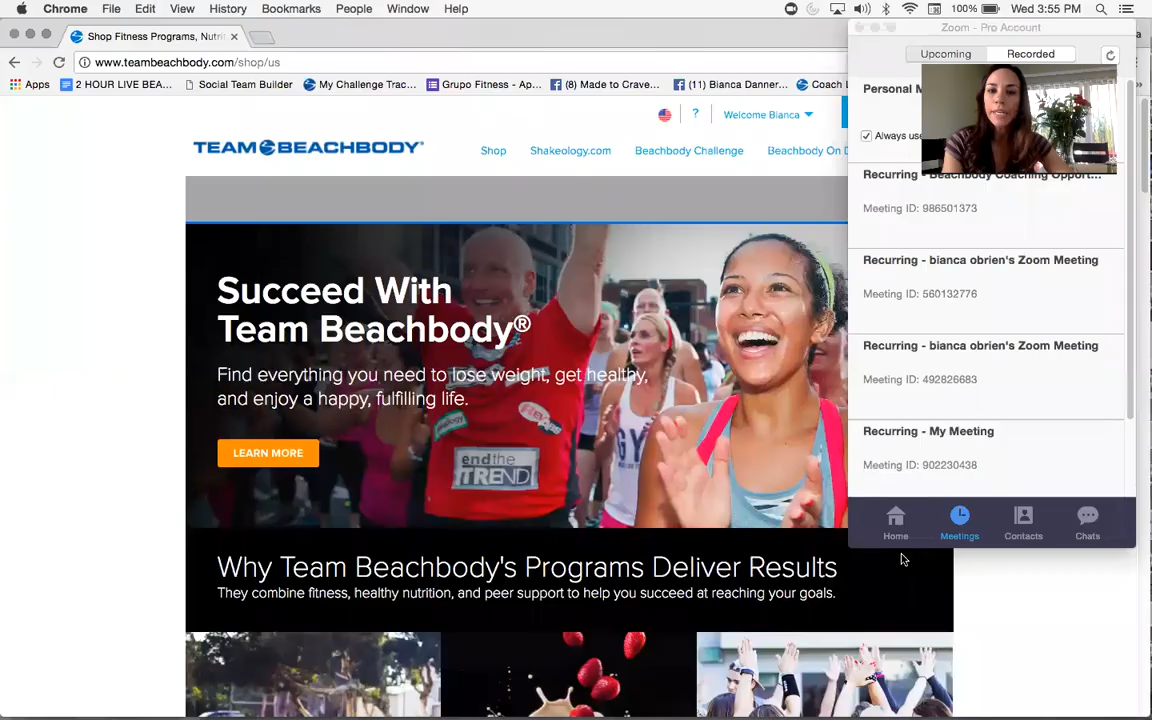 Chrome File Edit View History Bookmarks People Window Help 100% Wed 3:55 PM
Shop Fitness Programs, Nutri
www.teambeachbody.com/shop/us
Apps 2 HOUR LIVE BEA... Social Team Builder My Challenge Trac... Grupo Fitness - Ap... (8) Made to Crave... (11) Bianca Danner... Coach
? Welcome Bianca
TEAM BEACHBODY®
Shop Shakeology.com Beachbody Challenge Beachbody On D
Succeed With
Team Beachbody®
Find everything you need to lose weight, get healthy,
and enjoy a happy, fulfilling life.
LEARN MORE
end the
TREND
Why Team Beachbody's Programs Deliver Results
They combine fitness, healthy nutrition, and peer support to help you succeed at reaching your goals.
Zoom - Pro Account
Upcoming Recorded
Personal M
Always use
Recurring - Beachbody Coaching Opport...
Meeting ID: 986501373
Recurring - bianca obrien's Zoom Meeting
Meeting ID: 560132776
Recurring - bianca obrien's Zoom Meeting
Meeting ID: 492826683
Recurring - My Meeting
Meeting ID: 902230438
Home Meetings Contacts Chats